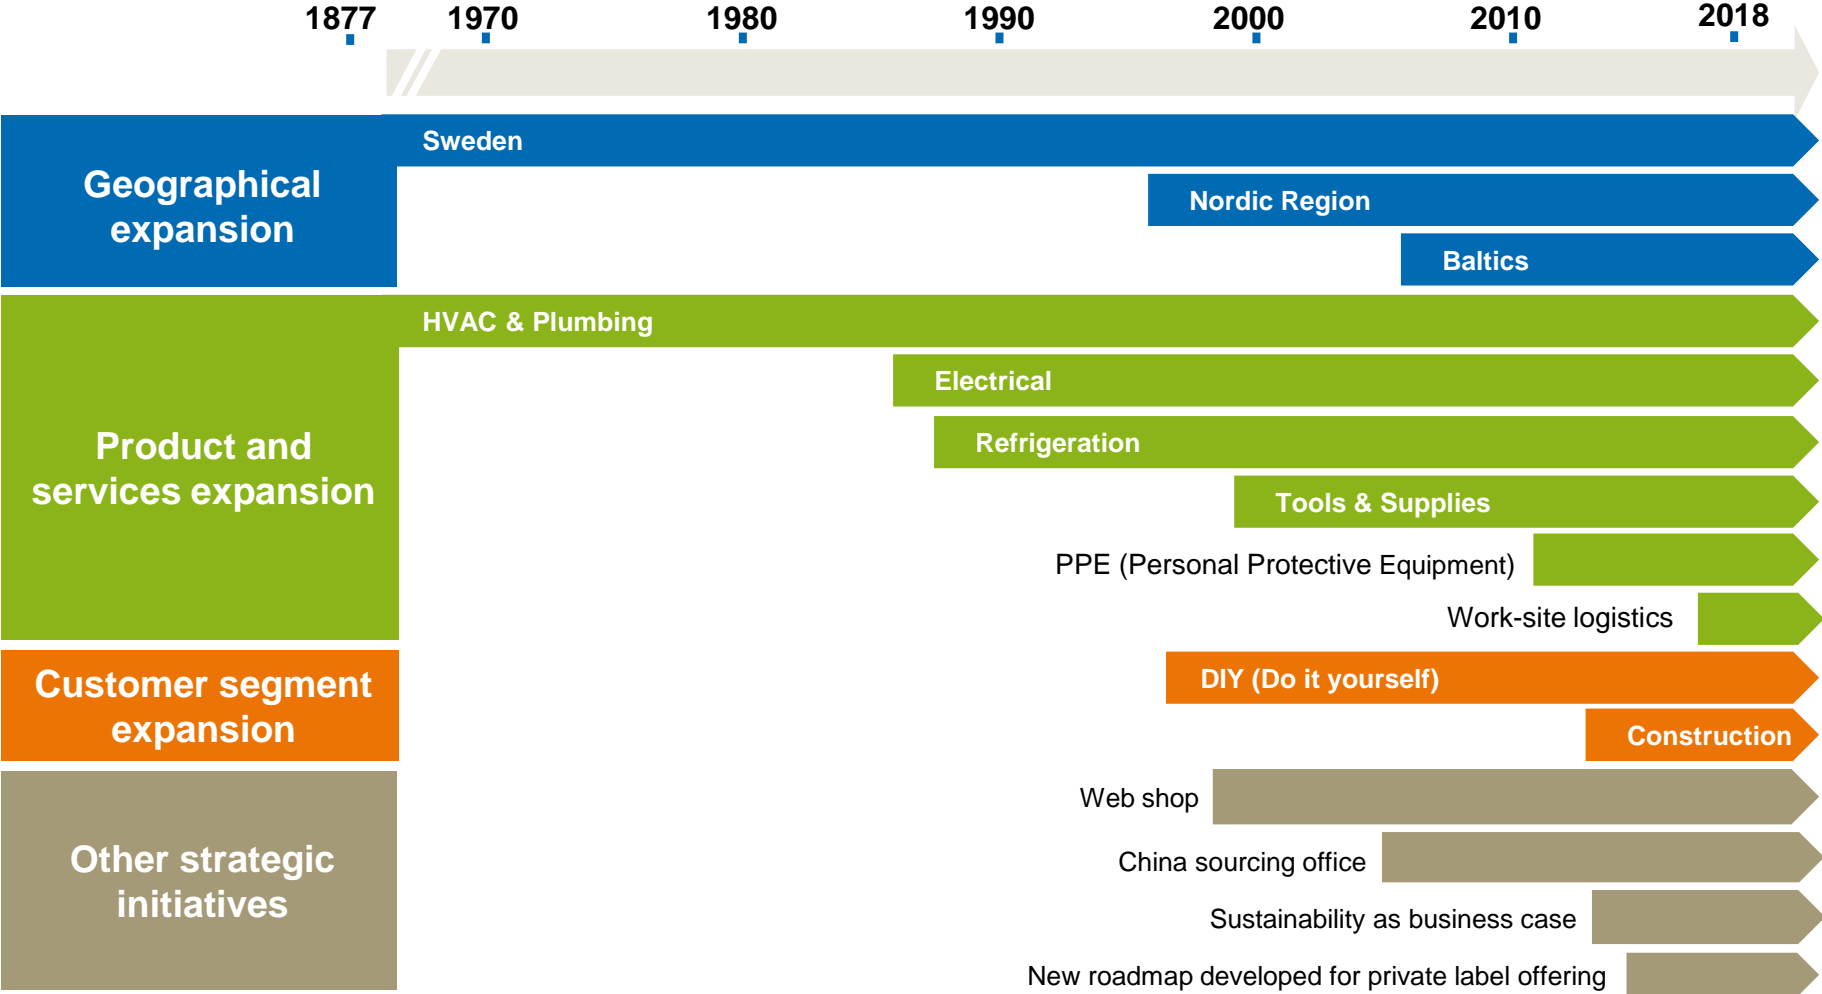 1877 1970 1980 1990 2000 2010 2018
Sweden
Geographical
expansion
Nordic Region
Baltics
HVAC & Plumbing
Electrical
Refrigeration
Product and
services expansion
Tools & Supplies
PPE (Personal Protective Equipment)
Work-site logistics
Customer segment
expansion
DIY (Do it yourself)
Construction
Web shop
Other strategic
initiatives
China sourcing office
Sustainability as business case
New roadmap developed for private label offering